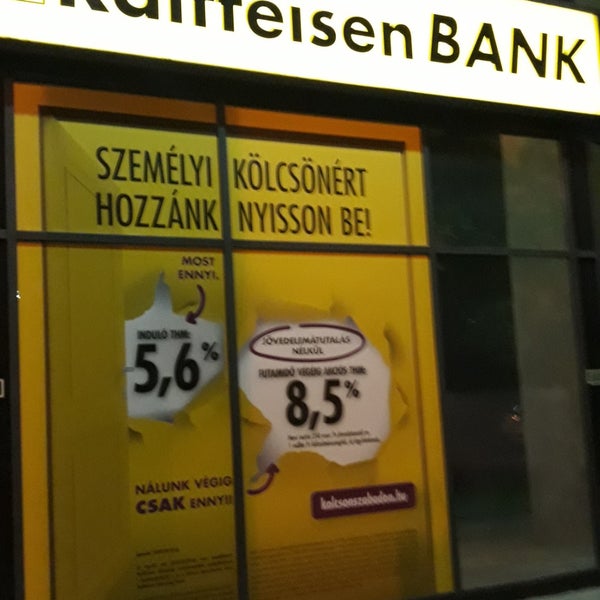 Raiffeisen BANK
SZEMÉLYI KÖLCSÖNÉRT
HOZZÁNK NYISSON BE!
MOST
ENNYI.
INDULÓ THM:
5,6%
JÖVEDELEMÁTUTALÁS
NÉLKÜL
FUTAMIDŐ VÉGÉIG AKCIÓS THM:
8,5%
NÁLUNK VÉGIG
CSAK ENNYI!
kolcsonszabadon.hu